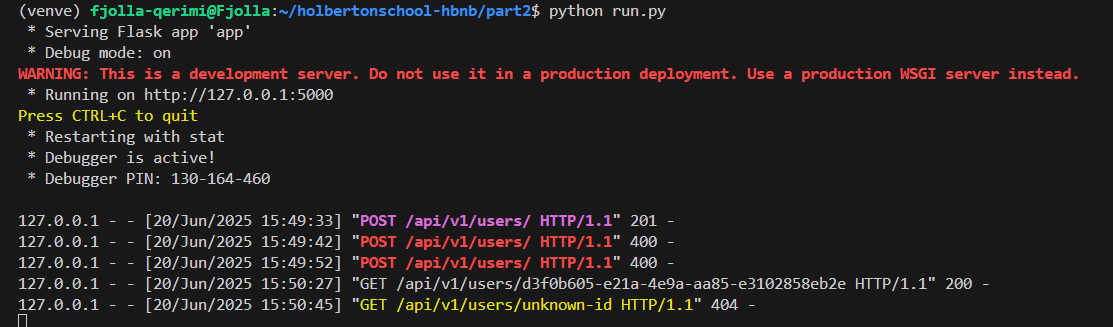 (venve) fjolla-qerimi@Fjolla:~/holbertonschool-hbnb/part2$ python run.py
 * Serving Flask app 'app'
 * Debug mode: on
WARNING: This is a development server. Do not use it in a production deployment. Use a production WSGI server instead.
 * Running on http://127.0.0.1:5000
Press CTRL+C to quit
 * Restarting with stat
 * Debugger is active!
 * Debugger PIN: 130-164-460
127.0.0.1 - - [20/Jun/2025 15:49:33] "POST /api/v1/users/ HTTP/1.1" 201 -
127.0.0.1 - - [20/Jun/2025 15:49:42] "POST /api/v1/users/ HTTP/1.1" 400 -
127.0.0.1 - - [20/Jun/2025 15:49:52] "POST /api/v1/users/ HTTP/1.1" 400 -
127.0.0.1 - - [20/Jun/2025 15:50:27] "GET /api/v1/users/d3f0b605-e21a-4e9a-aa85-e3102858eb2e HTTP/1.1" 200 -
127.0.0.1 - - [20/Jun/2025 15:50:45] "GET /api/v1/users/unknown-id HTTP/1.1" 404 -